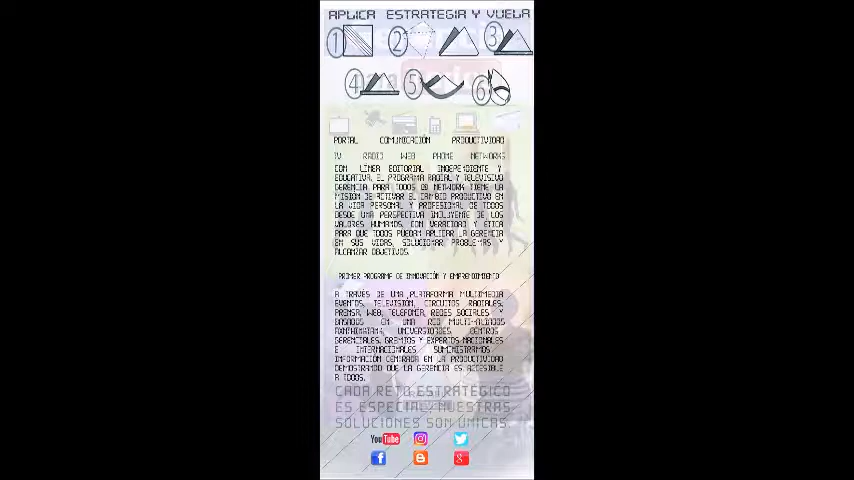 APLICA ESTRATEGIA Y VUELA
1 2 3
4 5 6
PORTAL COMUNICACIÓN PRODUCTIVIDAD
TV RADIO WEB PHONE NETWORKS
CON LÍNEA EDITORIAL INDEPENDIENTE Y
EDUCATIVA, EL PROGRAMA RADIAL Y TELEVISIVO
GERENCIA PARA TODOS @ NETWORK TIENE LA
MISIÓN DE ACTIVAR EL CAMBIO PRODUCTIVO EN
LA VIDA PERSONAL Y PROFESIONAL DE TODOS
DESDE UNA PERSPECTIVA INCLUYENTE DE LOS
VALORES HUMANOS, CON VERACIDAD Y ÉTICA
PARA QUE TODOS PUEDAN APLICAR LA GERENCIA
EN SUS VIDAS, SOLUCIONAR PROBLEMAS Y
ALCANZAR OBJETIVOS.
PRIMER PROGRAMA DE INNOVACIÓN Y EMPRENDIMIENTO
A TRAVÉS DE UNA PLATAFORMA MULTIMEDIA
EVENTOS, TELEVISIÓN, CIRCUITOS RADIALES,
PRENSA, WEB, TELEFONÍA, REDES SOCIALES Y
BASADOS EN UNA RED MULTI-ALIADOS
UNIVERSIDADES, CENTROS
GERENCIALES, GREMIOS Y EXPERTOS NACIONALES
E INTERNACIONALES SUMINISTRAMOS
INFORMACIÓN CENTRADA EN LA PRODUCTIVIDAD
DEMOSTRANDO QUE LA GERENCIA ES ACCESIBLE
A TODOS.
CADA RETO ESTRATEGICO
ES ESPECIAL, NUESTRAS
SOLUCIONES SON ÚNICAS.
YouTube